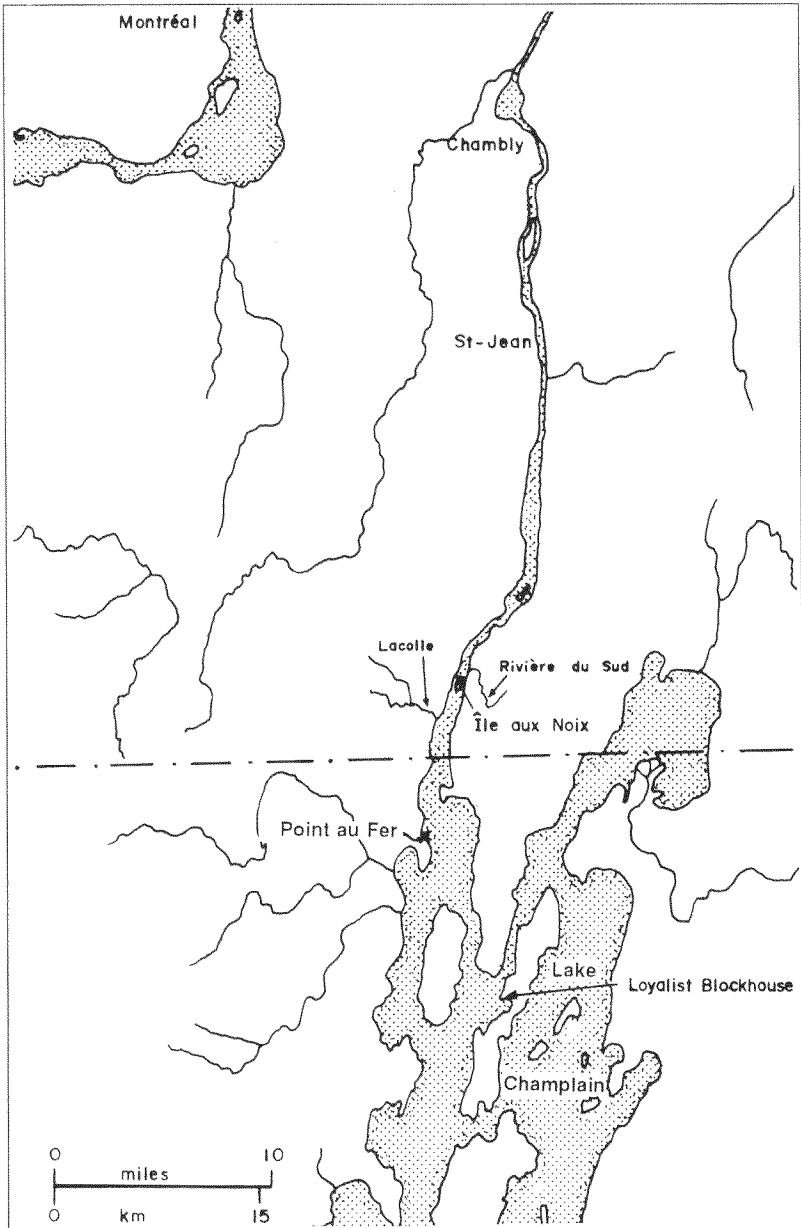 Montréal
Chambly
St-Jean
Lacolle
Rivière du Sud
Île aux Noix
Point au Fer
Lake
Loyalist Blockhouse
Champlain
0 10
miles
0 km 15